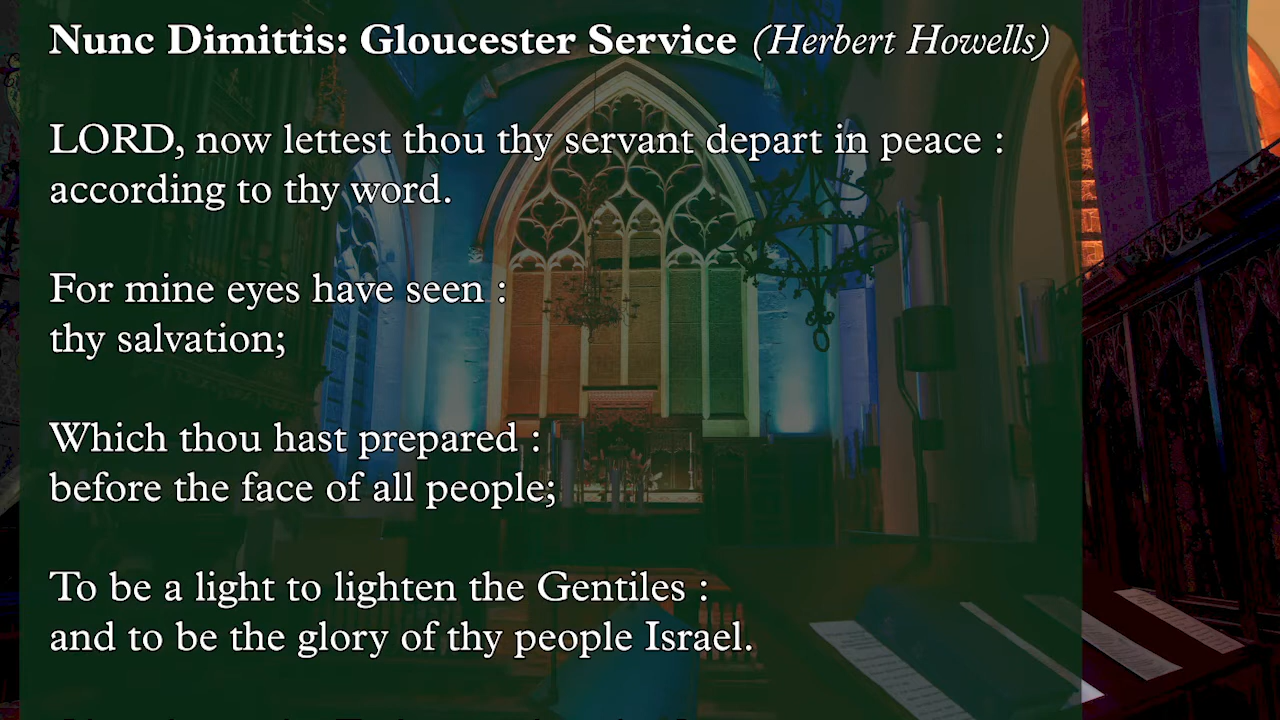 Nunc Dimittis: Gloucester Service (Herbert Howells)
LORD, now lettest thou thy servant depart in peace :
according to thy word.
For mine eyes have seen :
thy salvation;
Which thou hast prepared :
before the face of all people;
To be a light to lighten the Gentiles :
and to be the glory of thy people Israel.